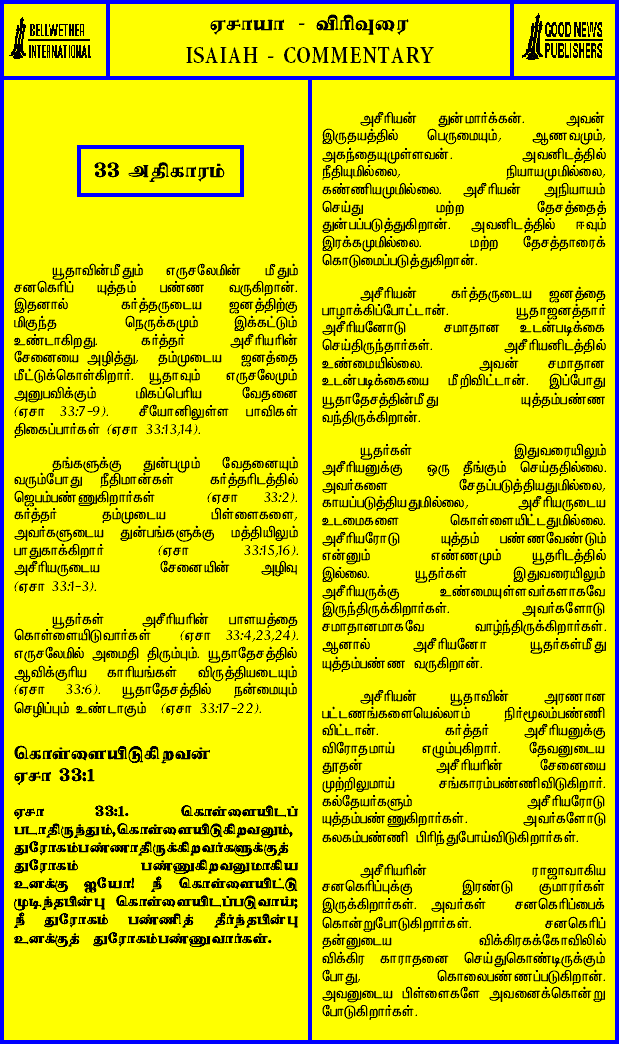 BELLWETHER
INTERNATIONAL
ஏசாயா - விரிவுரை
ISAIAH - COMMENTARY
GOOD NEWS
PUBLISHERS
33 அதிகாரம்
யூதாவின்மீதும் எருசலேமின் மீதும்
சனகெரிப் யுத்தம் பண்ண வருகிறான்.
இதனால் கர்த்தருடைய ஜனத்திற்கு
மிகுந்த நெருக்கமும் இக்கட்டும்
உண்டாகிறது. கர்த்தர் அசீரியரின்
சேனையை அழித்து, தம்முடைய ஜனத்தை
மீட்டுக்கொள்கிறார். யூதாவும் எருசலேமும்
அனுபவிக்கும் மிகப்பெரிய வேதனை
(ஏசா 33:7-9). சீயோனிலுள்ள பாவிகள்
திகைப்பார்கள் (ஏசா 33:13,14).
தங்களுக்கு துன்பமும் வேதனையும்
வரும்போது நீதிமான்கள் கர்த்தரிடத்தில்
ஜெபம்பண்ணுகிறார்கள் (ஏசா 33:2).
கர்த்தர் தம்முடைய பிள்ளைகளை,
அவர்களுடைய துன்பங்களுக்கு மத்தியிலும்
பாதுகாக்கிறார் (ஏசா 33:15,16).
அசீரியருடைய சேனையின் அழிவு
(ஏசா 33:1-3).
யூதர்கள் அசீரியரின் பாளயத்தை
கொள்ளையிடுவார்கள் (ஏசா 33:4,23,24).
எருசலேமில் அமைதி திரும்பும். யூதாதேசத்தில்
ஆவிக்குரிய காரியங்கள் விருத்தியடையும்
(ஏசா 33:6). யூதாதேசத்தில் நன்மையும்
செழிப்பும் உண்டாகும் (ஏசா 33:17-22).
கொள்ளையிடுகிறவன்
ஏசா 33:1
ஏசா 33:1. கொள்ளையிடப்
படாதிருந்தும்,கொள்ளையிடுகிறவனும்,
துரோகம்பண்ணாதிருக்கிறவர்களுக்குத்
துரோகம் பண்ணுகிறவனுமாகிய
உனக்கு ஐயோ! நீ கொள்ளையிட்டு
முடிந்தபின்பு கொள்ளையிடப்படுவாய்;
நீ துரோகம் பண்ணித் தீர்ந்தபின்பு
உனக்குத் துரோகம்பண்ணுவார்கள்.
அசீரியன் துன்மார்க்கன். அவன்
இருதயத்தில் பெருமையும், ஆணவமும்,
அகந்தையுமுள்ளவன். அவனிடத்தில்
நீதியுமில்லை, நியாயமுமில்லை,
கண்ணியமுமில்லை. அசீரியன் அநியாயம்
செய்து மற்ற தேசத்தைத்
துன்பப்படுத்துகிறான். அவனிடத்தில் ஈவும்
இரக்கமுமில்லை. மற்ற தேசத்தாரைக்
கொடுமைப்படுத்துகிறான்.
அசீரியன் கர்த்தருடைய ஜனத்தை
பாழாக்கிப்போட்டான். யூதாஜனத்தார்
அசீரியனோடு சமாதான உடன்படிக்கை
செய்திருந்தார்கள். அசீரியனிடத்தில்
உண்மையில்லை. அவன் சமாதான
உடன்படிக்கையை மீறிவிட்டான். இப்போது
யூதாதேசத்தின்மீது யுத்தம்பண்ண
வந்திருக்கிறான்.
யூதர்கள் இதுவரையிலும்
அசீரியனுக்கு ஒரு தீங்கும் செய்ததில்லை.
அவர்களை சேதப்படுத்தியதுமில்லை,
காயப்படுத்தியதுமில்லை, அசீரியருடைய
உடமைகளை கொள்ளையிட்டதுமில்லை.
அசீரியரோடு யுத்தம் பண்ணவேண்டும்
என்னும் எண்ணமும் யூதரிடத்தில்
இல்லை. யூதர்கள் இதுவரையிலும்
அசீரியருக்கு உண்மையுள்ளவர்களாகவே
இருந்திருக்கிறார்கள். அவர்களோடு
சமாதானமாகவே வாழ்ந்திருக்கிறார்கள்.
ஆனால் அசீரியனோ யூதர்கள்மீது
யுத்தம்பண்ண வருகிறான்.
அசீரியன் யூதாவின் அரணான
பட்டணங்களையெல்லாம் நிர்மூலம்பண்ணி
விட்டான். கர்த்தர் அசீரியனுக்கு
விரோதமாய் எழும்புகிறார். தேவனுடைய
தூதன் அசீரியரின் சேனையை
முற்றிலுமாய் சங்காரம்பண்ணிவிடுகிறார்.
கல்தேயர்களும் அசீரியரோடு
யுத்தம்பண்ணுகிறார்கள். அவர்களோடு
கலகம்பண்ணி பிரிந்துபோய்விடுகிறார்கள்.
அசீரியரின் ராஜாவாகிய
சனகெரிப்புக்கு இரண்டு குமாரர்கள்
இருக்கிறார்கள். அவர்கள் சனகெரிப்பைக்
கொன்றுபோடுகிறார்கள். சனகெரிப்
தன்னுடைய விக்கிரகக்கோவிலில்
விக்கிர காராதனை செய்துகொண்டிருக்கும்
போது, கொலைபண்ணப்படுகிறான்.
அவனுடைய பிள்ளைகளே அவனைக்கொன்று
போடுகிறார்கள்.